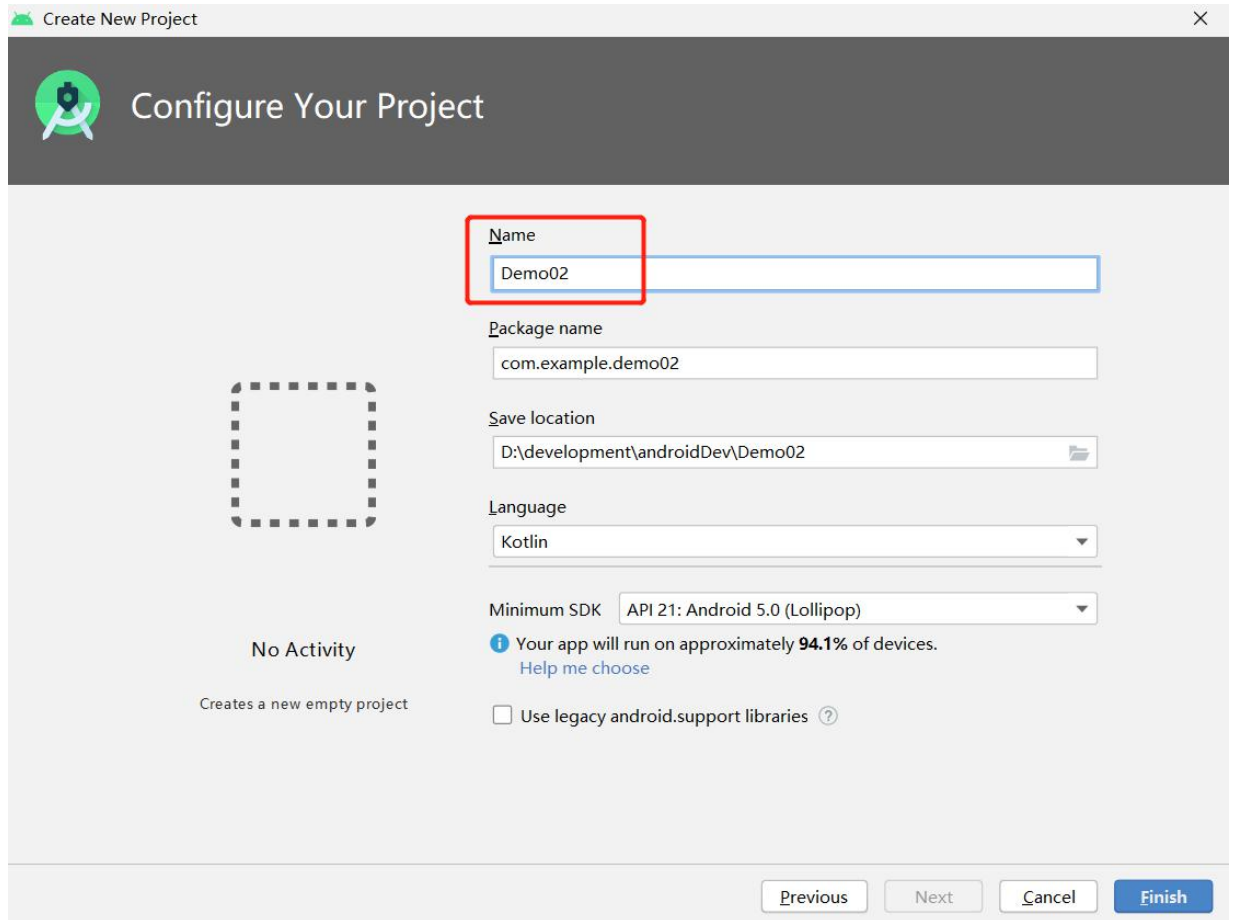 Create New Project
Configure Your Project
Name
Demo02
Package name
com.example.demo02
Save location
D:\development\androidDev\Demo02
Language
Kotlin
Minimum SDK API 21: Android 5.0 (Lollipop)
Your app will run on approximately 94.1% of devices.
Help me choose
Use legacy android.support libraries ?
No Activity
Creates a new empty project
Previous Next Cancel Finish